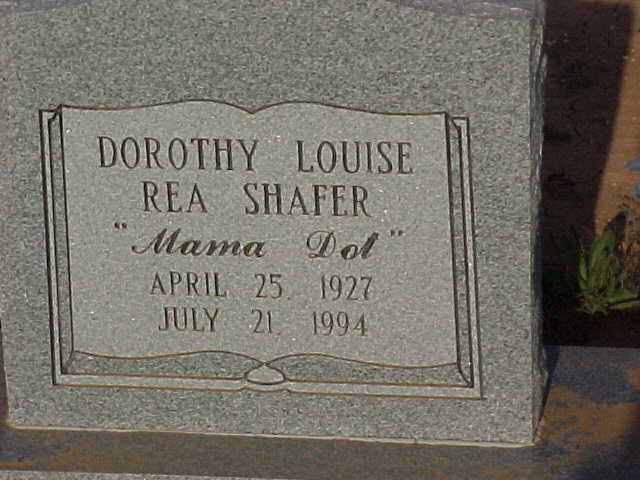 DOROTHY LOUISE
REA SHAFER
"Mama Dot"
APRIL 25, 1927
JULY 21, 1994